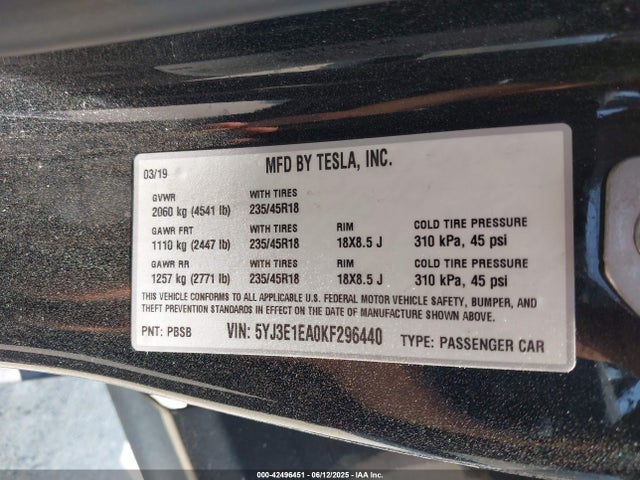 MFD BY TESLA, INC.
03/19
GVWR WITH TIRES
2060 kg (4541 lb) 235/45R18
GAWR FRT WITH TIRES RIM COLD TIRE PRESSURE
1110 kg (2447 lb) 235/45R18 18X8.5 J 310 kPa, 45 psi
GAWR RR WITH TIRES RIM COLD TIRE PRESSURE
1257 kg (2771 lb) 235/45R18 18X8.5 J 310 kPa, 45 psi
THIS VEHICLE CONFORMS TO ALL APPLICABLE U.S. FEDERAL MOTOR VEHICLE SAFETY, BUMPER, AND
THEFT PREVENTION STANDARDS IN EFFECT ON THE DATE OF MANUFACTURE SHOWN ABOVE.
PNT: PBSB VIN: 5YJ3E1EA0KF296440 TYPE: PASSENGER CAR
000-42496451 - 06/12/2025 - IAA Inc.